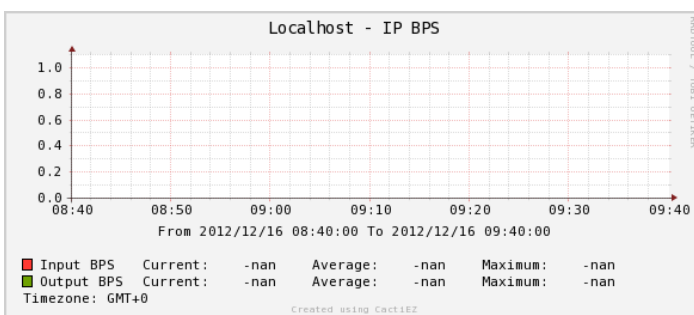 Localhost - IP BPS
1.0
0.8
0.6
0.4
0.2
0.0
08:40 08:50 09:00 09:10 09:20 09:30 09:40
From 2012/12/16 08:40:00 To 2012/12/16 09:40:00
Input BPS Current: -nan Average: -nan Maximum: -nan
Output BPS Current: -nan Average: -nan Maximum: -nan
Timezone: GMT+0
Created using CactiEZ